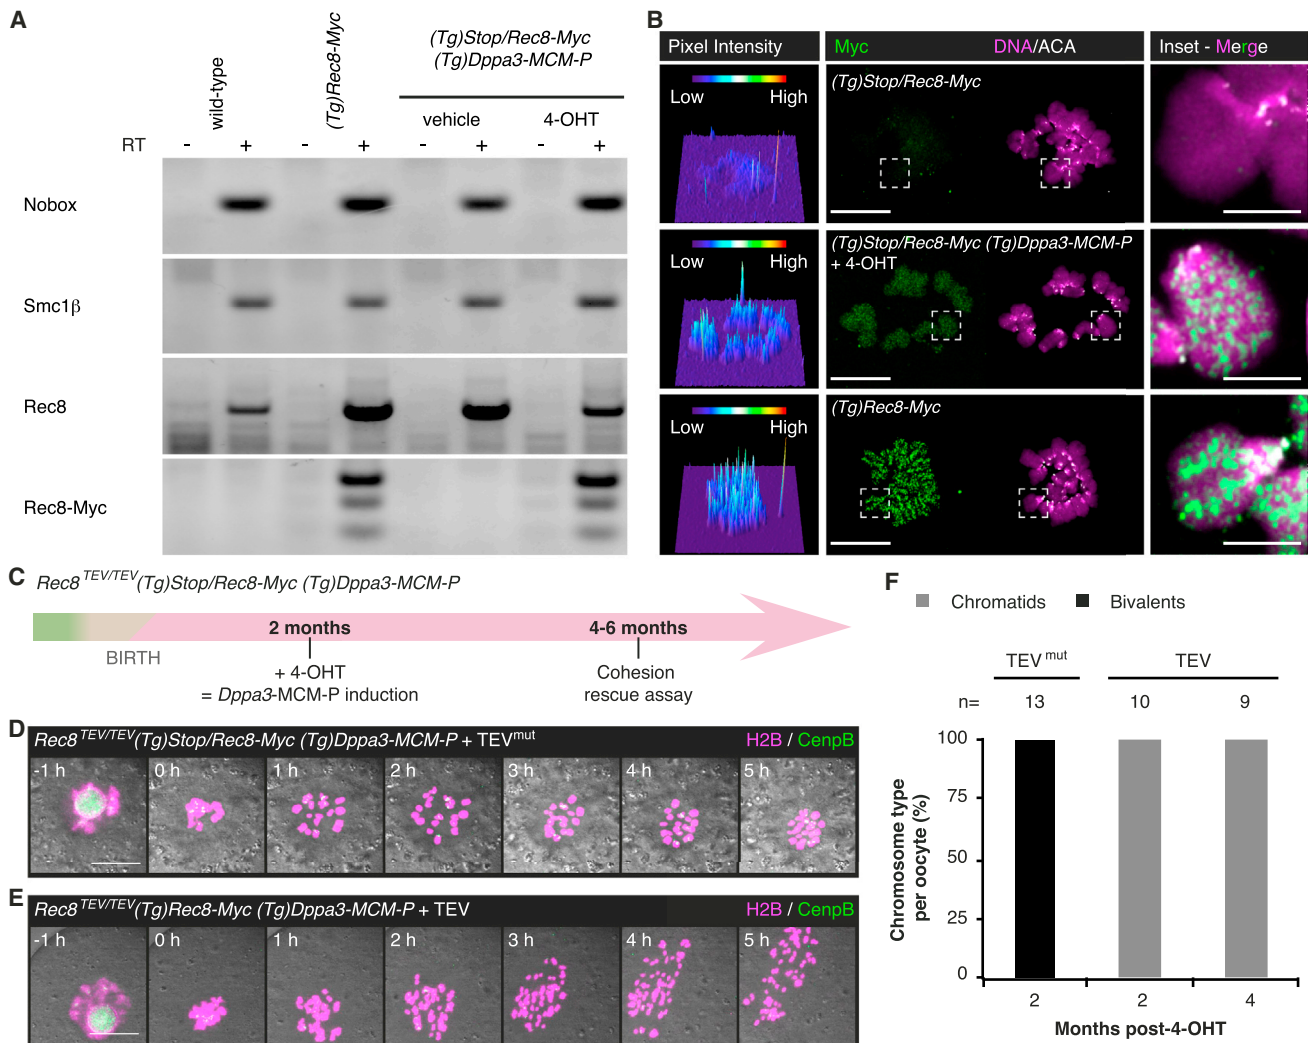 A
wild-type
(Tg)Rec8-Myc
(Tg)Stop/Rec8-Myc
(Tg)Dppa3-MCM-P
vehicle
4-OHT
RT - + - + - + - +
Nobox
Smc1β
Rec8
Rec8-Myc
B
Pixel Intensity
Myc
DNA/ACA
Inset - Merge
Low High
(Tg)Stop/Rec8-Myc
Low High
(Tg)Stop/Rec8-Myc (Tg)Dppa3-MCM-P
+ 4-OHT
Low High
(Tg)Rec8-Myc
C
Rec8 TEV/TEV (Tg)Stop/Rec8-Myc (Tg)Dppa3-MCM-P
2 months
4-6 months
BIRTH
+ 4-OHT
= Dppa3-MCM-P induction
Cohesion
rescue assay
D
Rec8 TEV/TEV (Tg)Stop/Rec8-Myc (Tg)Dppa3-MCM-P + TEV mut
H2B / CenpB
-1 h 0 h 1 h 2 h 3 h 4 h 5 h
E
Rec8 TEV/TEV (Tg)Rec8-Myc (Tg)Dppa3-MCM-P + TEV
H2B / CenpB
-1 h 0 h 1 h 2 h 3 h 4 h 5 h
F
Chromatids
Bivalents
TEV mut
TEV
n= 13 10 9
Chromosome type
per oocyte (%)
100
75
50
25
0
2 2 4
Months post-4-OHT